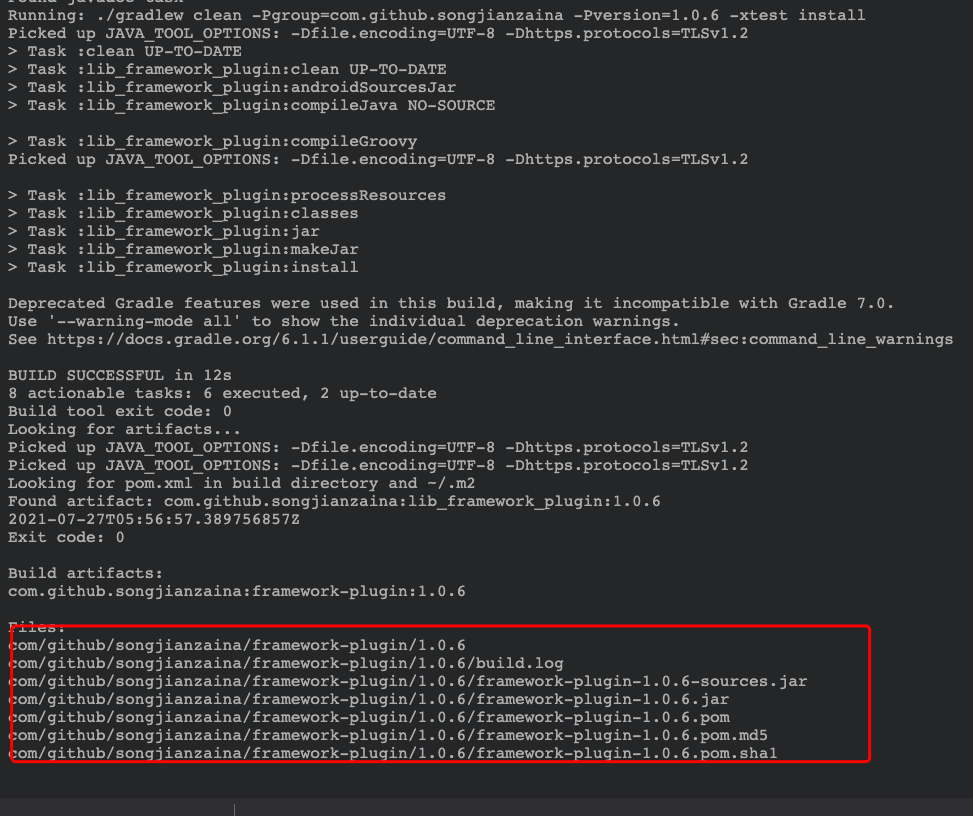 Found javadoc task
Running: ./gradlew clean -Pgroup=com.github.songjianzaina -Pversion=1.0.6 -xtest install
Picked up JAVA_TOOL_OPTIONS: -Dfile.encoding=UTF-8 -Dhttps.protocols=TLSv1.2
> Task :clean UP-TO-DATE
> Task :lib_framework_plugin:clean UP-TO-DATE
> Task :lib_framework_plugin:androidSourcesJar
> Task :lib_framework_plugin:compileJava NO-SOURCE
> Task :lib_framework_plugin:compileGroovy
Picked up JAVA_TOOL_OPTIONS: -Dfile.encoding=UTF-8 -Dhttps.protocols=TLSv1.2
> Task :lib_framework_plugin:processResources
> Task :lib_framework_plugin:classes
> Task :lib_framework_plugin:jar
> Task :lib_framework_plugin:makeJar
> Task :lib_framework_plugin:install
Deprecated Gradle features were used in this build, making it incompatible with Gradle 7.0.
Use '--warning-mode all' to show the individual deprecation warnings.
See https://docs.gradle.org/6.1.1/userguide/command_line_interface.html#sec:command_line_warnings
BUILD SUCCESSFUL in 12s
8 actionable tasks: 6 executed, 2 up-to-date
Build tool exit code: 0
Looking for artifacts...
Picked up JAVA_TOOL_OPTIONS: -Dfile.encoding=UTF-8 -Dhttps.protocols=TLSv1.2
Picked up JAVA_TOOL_OPTIONS: -Dfile.encoding=UTF-8 -Dhttps.protocols=TLSv1.2
Looking for pom.xml in build directory and ~/.m2
Found artifact: com.github.songjianzaina:lib_framework_plugin:1.0.6
2021-07-27T05:56:57.389756857Z
Exit code: 0
Build artifacts:
com.github.songjianzaina:framework-plugin:1.0.6
Files:
com/github/songjianzaina/framework-plugin/1.0.6
com/github/songjianzaina/framework-plugin/1.0.6/build.log
com/github/songjianzaina/framework-plugin/1.0.6/framework-plugin-1.0.6-sources.jar
com/github/songjianzaina/framework-plugin/1.0.6/framework-plugin-1.0.6.jar
com/github/songjianzaina/framework-plugin/1.0.6/framework-plugin-1.0.6.pom
com/github/songjianzaina/framework-plugin/1.0.6/framework-plugin-1.0.6.pom.md5
com/github/songjianzaina/framework-plugin/1.0.6/framework-plugin-1.0.6.pom.sha1